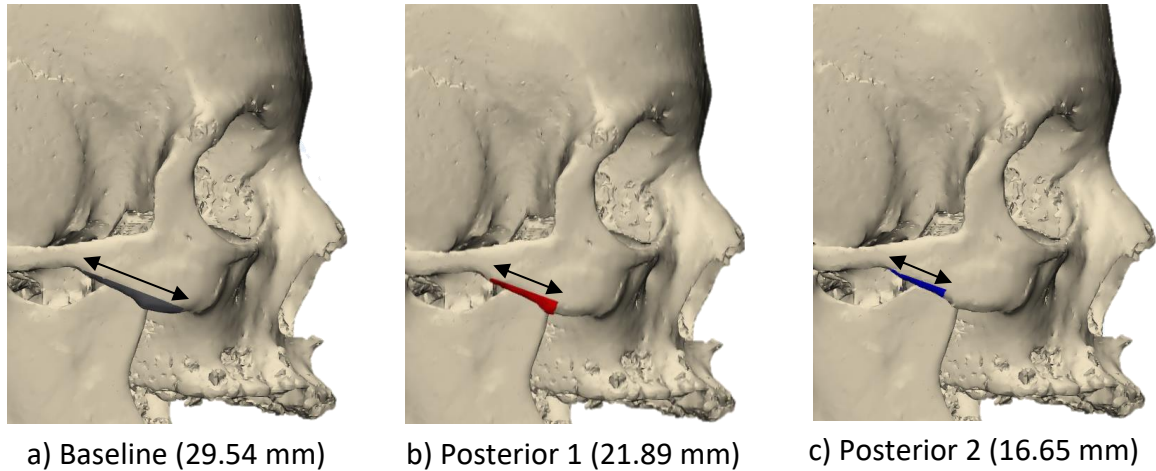 a) Baseline (29.54 mm)
b) Posterior 1 (21.89 mm)
c) Posterior 2 (16.65 mm)